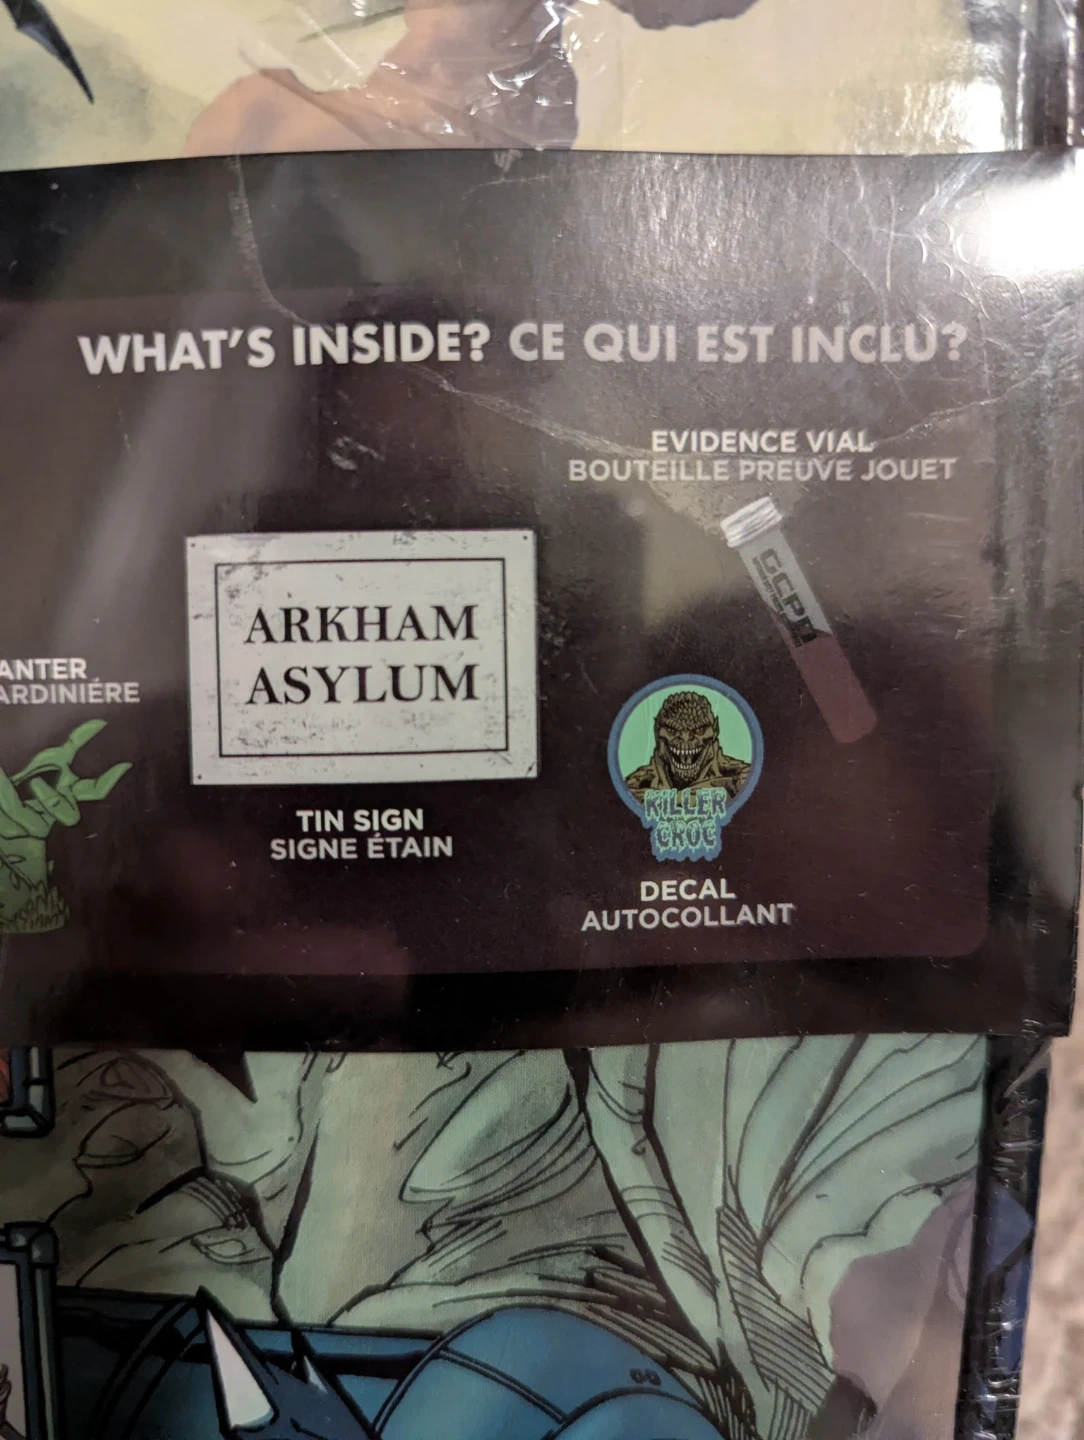 WHAT'S INSIDE? CE QUI EST INCLU?
EVIDENCE VIAL
BOUTEILLE PREUVE JOUET
GCPD
ARKHAM
ASYLUM
ANTER
ARDINIÉRE
TIN SIGN
SIGNE ÉTAIN
KILLER
CROC
DECAL
AUTOCOLLANT